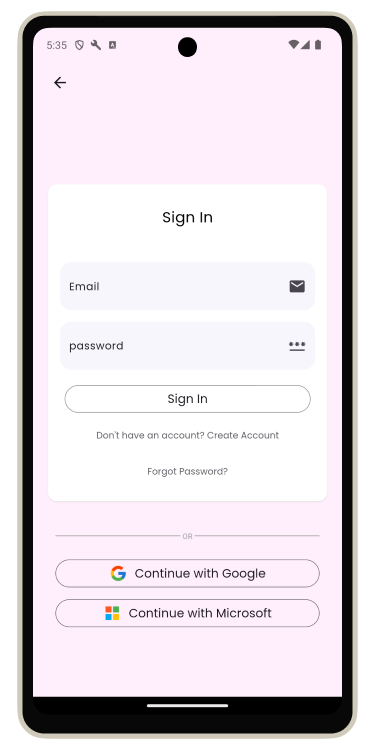 5:35
Sign In
Email
password
Sign In
Don't have an account? Create Account
Forgot Password?
OR
Continue with Google
Continue with Microsoft